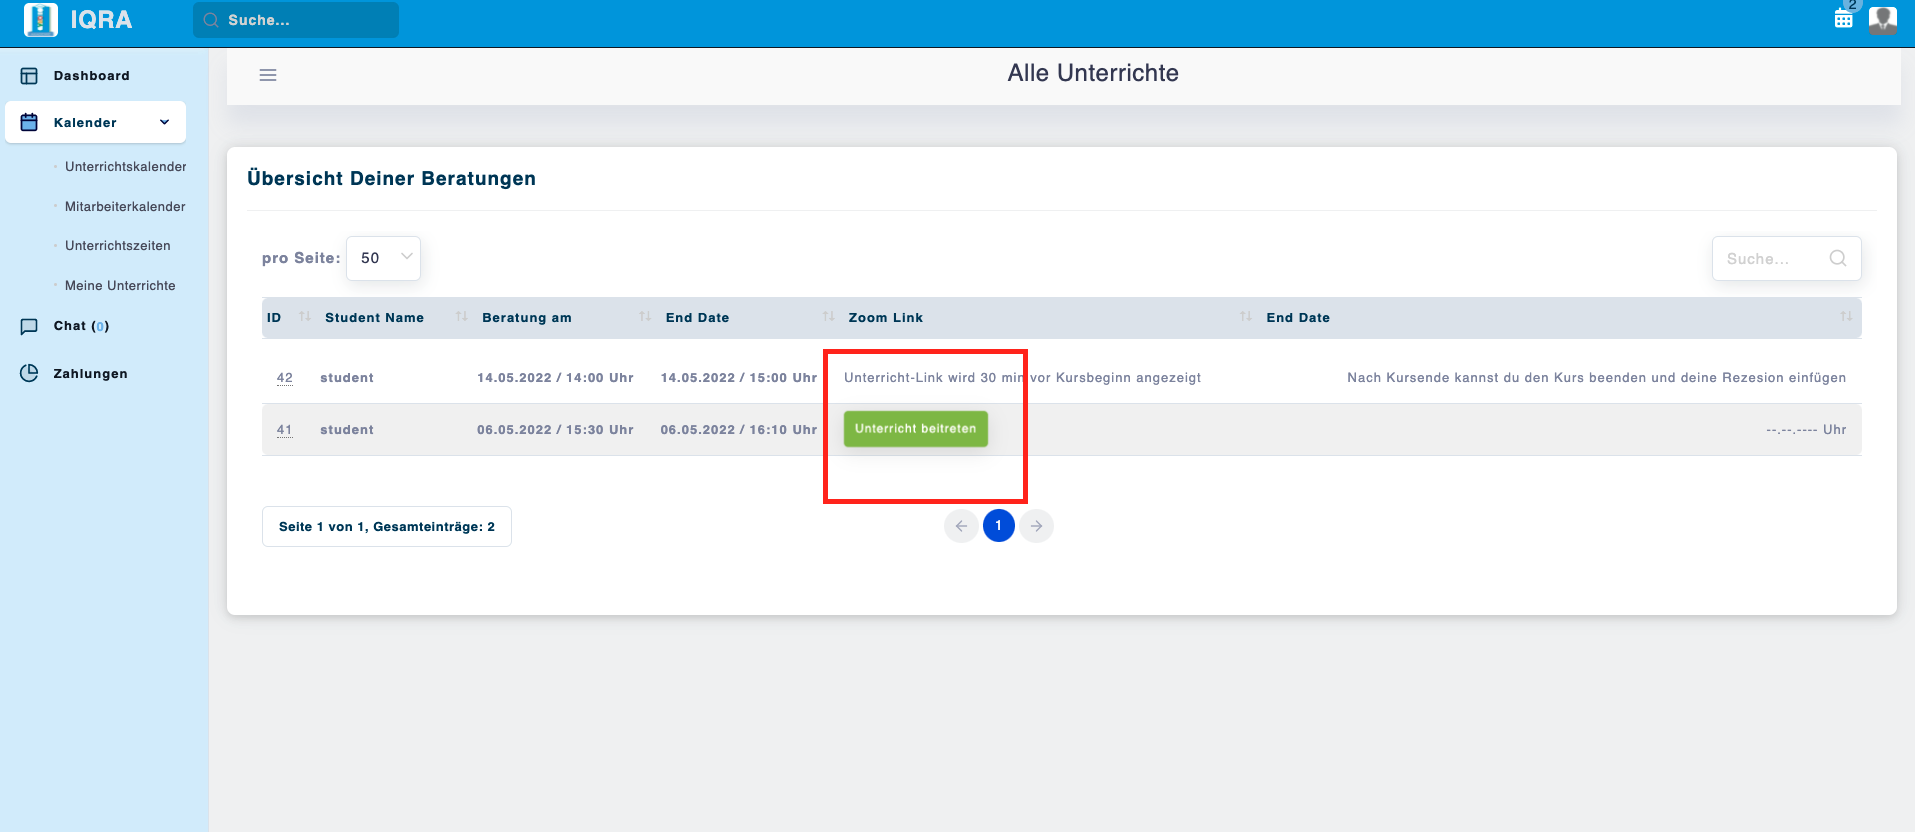 IQRA
Suche...
2
Dashboard
Kalender
Unterrichtskalender
Mitarbeiterkalender
Unterrichtszeiten
Meine Unterrichte
Chat (0)
Zahlungen
Alle Unterrichte
Übersicht Deiner Beratungen
pro Seite: 50
Suche...
ID Student Name Beratung am End Date Zoom Link End Date
42 student 14.05.2022 / 14:00 Uhr 14.05.2022 / 15:00 Uhr Unterricht-Link wird 30 min vor Kursbeginn angezeigt Nach Kursende kannst du den Kurs beenden und deine Rezesion einfügen
41 student 06.05.2022 / 15:30 Uhr 06.05.2022 / 16:10 Uhr Unterricht beitreten --.--.---- Uhr
Seite 1 von 1, Gesamteinträge: 2
1